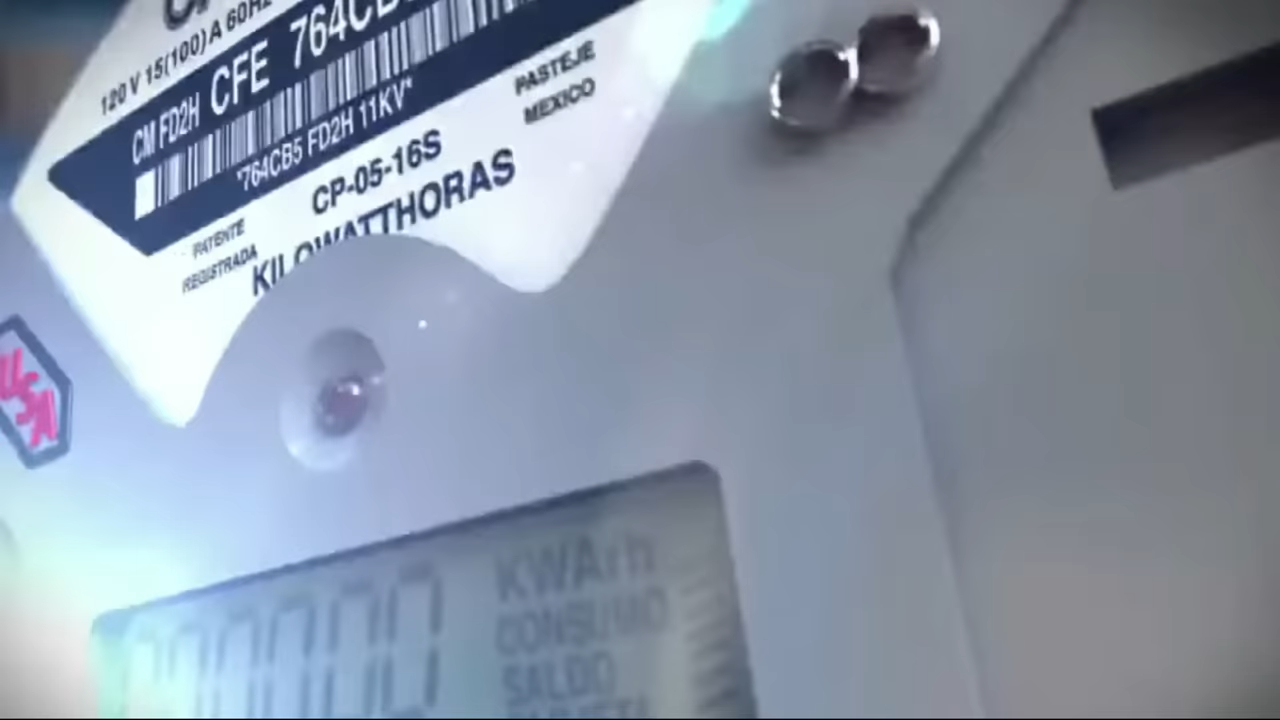 120 V 15(100) A 60Hz
CM FD2H CFE 764CB5
*764CB5 FD2H 11KV*
PASTEJE
MEXICO
CP-05-16S
PATENTE
REGISTRADA
KILOWATTHORAS
USA
KWArh
CONSUMO
SALDO